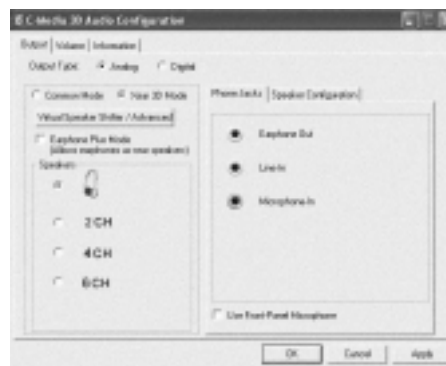 C-Media 3D Audio Configuration
Output Volume Information
Output Type: Analog Digital
Common Mode Xear 3D Mode
Virtual Speaker Shifter / Advanced
Earphone Plus Mode
(Allows earphones as rear speakers)
Speakers
2CH
4CH
6CH
Phone Jacks Speaker Configuration
Earphone Out
Line In
Microphone In
Use Front-Panel Microphone
OK Cancel Apply